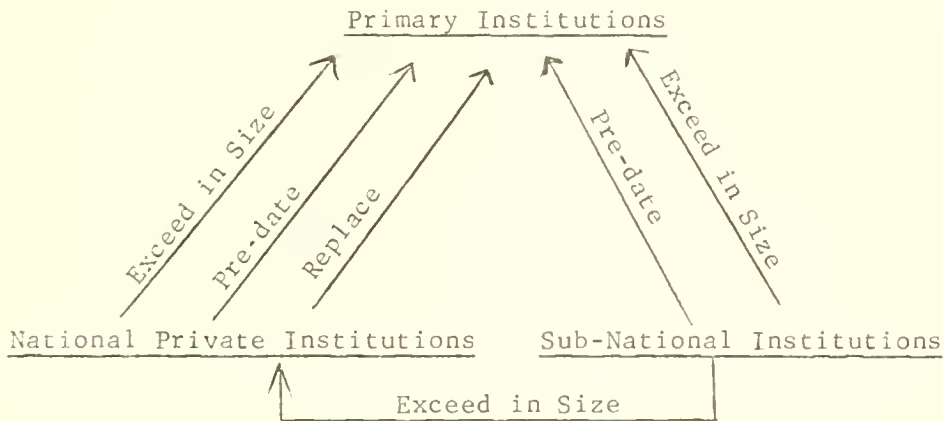 Primary Institutions
Exceed in Size
Pre-date
Replace
Pre-date
Exceed in Size
National Private Institutions
Sub-National Institutions
Exceed in Size